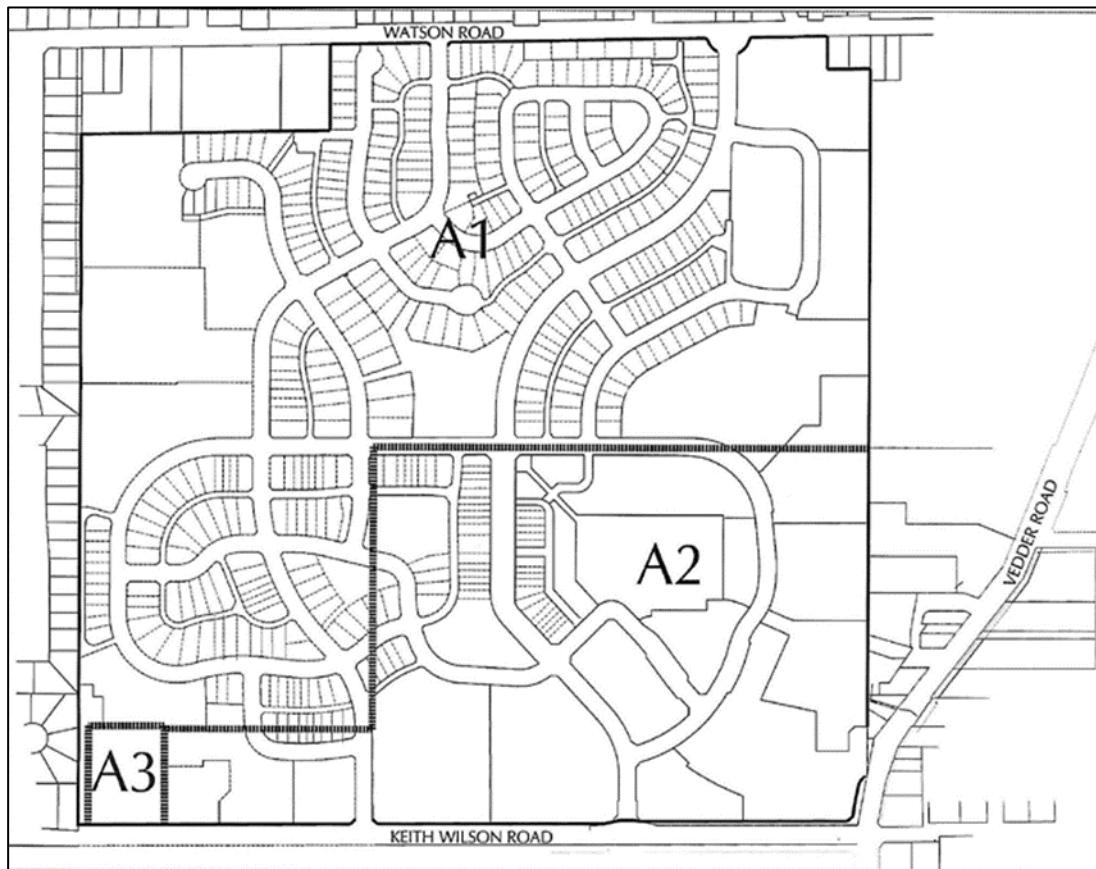 WATSON ROAD
A1
A2
VEDDER ROAD
A3
KEITH WILSON ROAD